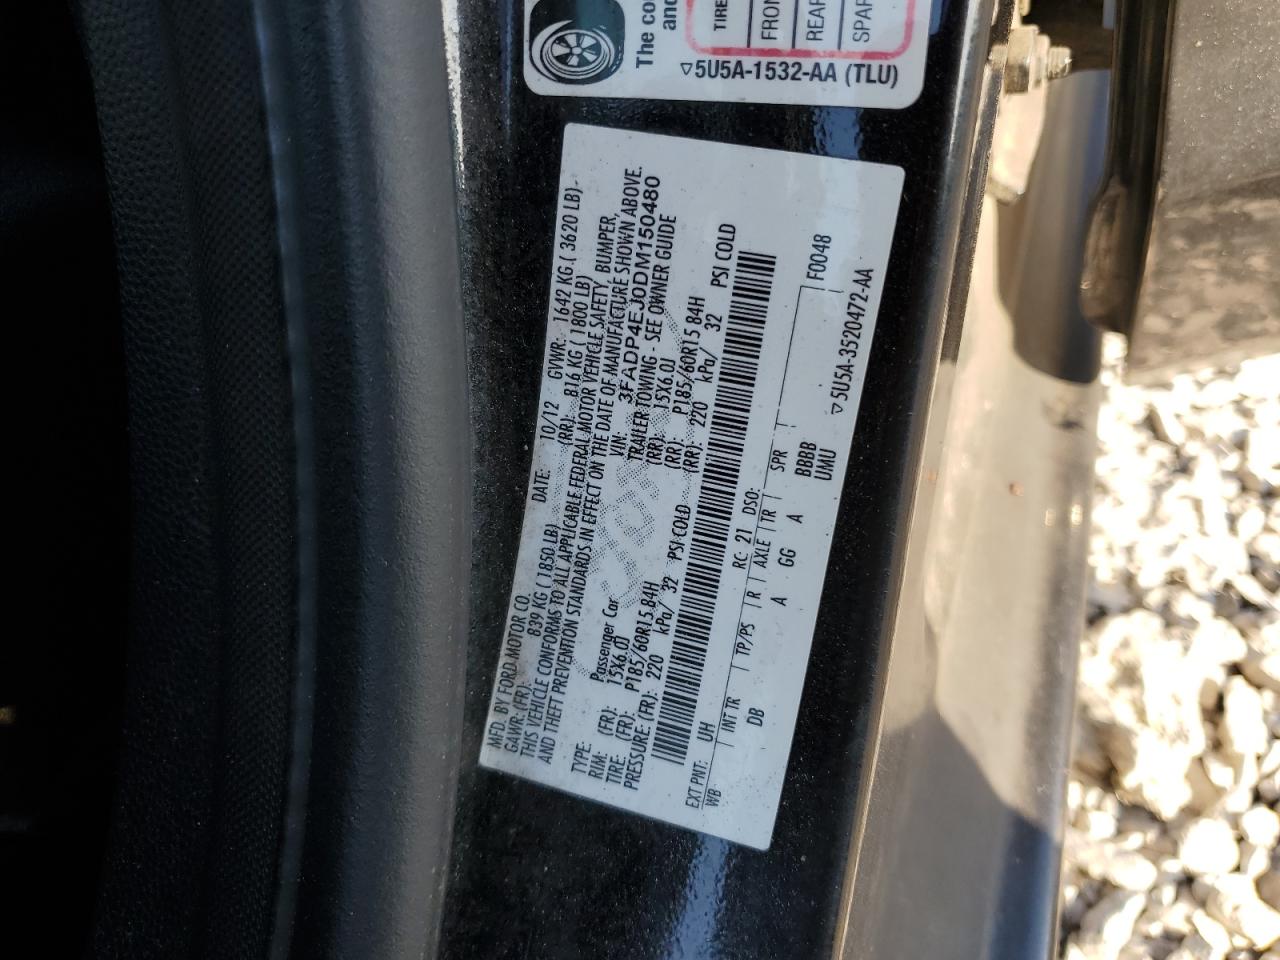 The co
and
TIRE
FRON
REAR
SPAR
▽5U5A-1532-AA (TLU)
MFD. BY FORD MOTOR CO.
DATE: 10/12 GVWR: 1642 KG.( 3620 LB)
GAWR: (FR): 839 KG ( 1850 LB) (RR): 816 KG ( 1800 LB)
THIS VEHICLE CONFORMS TO ALL APPLICABLE FEDERAL MOTOR VEHICLE SAFETY, BUMPER,
AND THEFT PREVENTION STANDARDS IN EFFECT ON THE DATE OF MANUFACTURE SHOWN ABOVE.
VIN: 3FADP4EJ0DM150480
TYPE: Passenger Car TRAILER TOWING - SEE OWNER GUIDE
RIM: (FR): 15X6.0J (RR): 15X6.0J
TIRE: (FR): P185/60R15 84H (RR): P185/60R15 84H
PRESSURE: (FR): 220 kPa/ 32 PSI COLD (RR): 220 kPa/ 32 PSI COLD
EXT PNT: UH RC: 21 DSO:
WB INT TR TP/PS R AXLE TR SPR F0048
DB A GG A BBBB
UMU
▽5U5A-3520472-AA